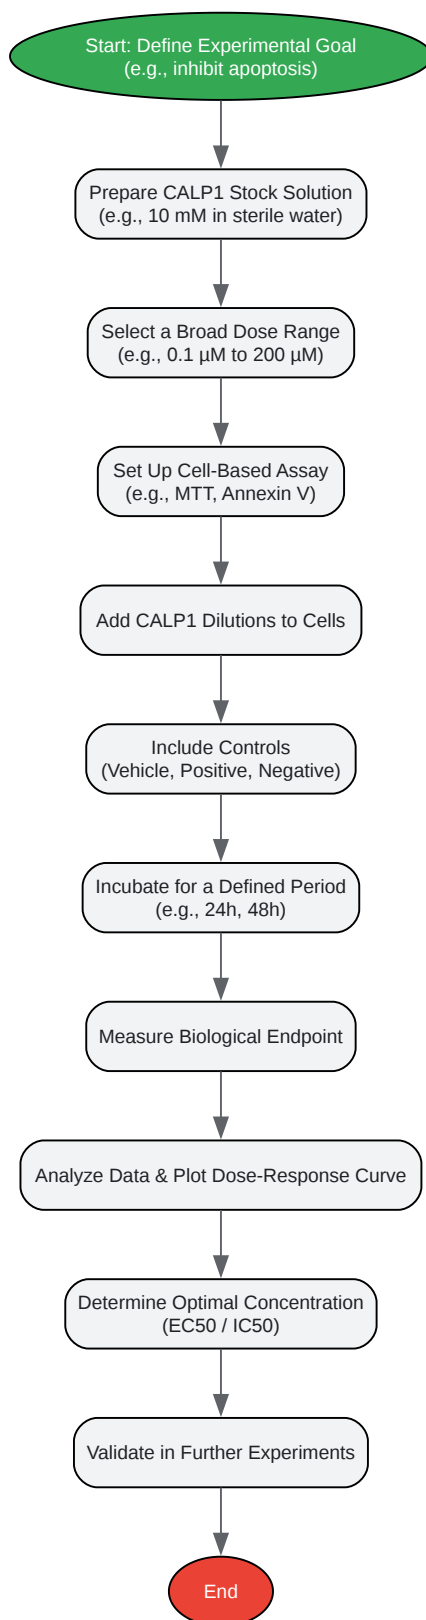 Start: Define Experimental Goal
(e.g., inhibit apoptosis)
Prepare CALP1 Stock Solution
(e.g., 10 mM in sterile water)
Select a Broad Dose Range
(e.g., 0.1 µM to 200 µM)
Set Up Cell-Based Assay
(e.g., MTT, Annexin V)
Add CALP1 Dilutions to Cells
Include Controls
(Vehicle, Positive, Negative)
Incubate for a Defined Period
(e.g., 24h, 48h)
Measure Biological Endpoint
Analyze Data & Plot Dose-Response Curve
Determine Optimal Concentration
(EC50 / IC50)
Validate in Further Experiments
End